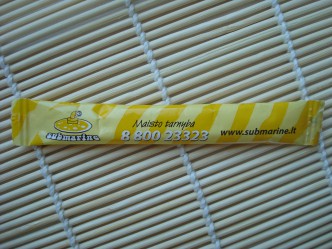 submarine
Maisto tarnyba
8 800 23323
www.submarine.lt